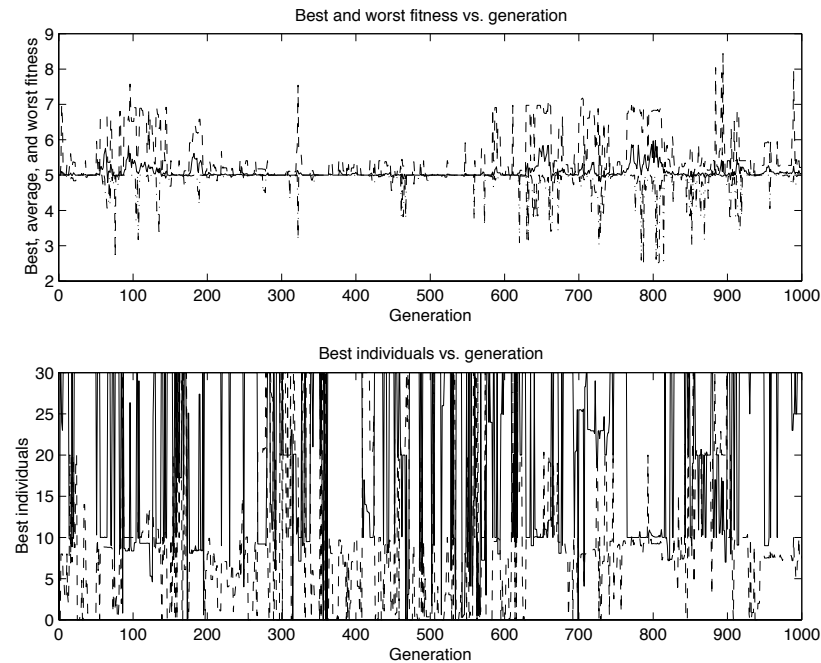 Best and worst fitness vs. generation
Best, average, and worst fitness
9
8
7
6
5
4
3
2
0 100 200 300 400 500 600 700 800 900 1000
Generation
Best individuals vs. generation
Best individuals
30
25
20
15
10
5
0
0 100 200 300 400 500 600 700 800 900 1000
Generation